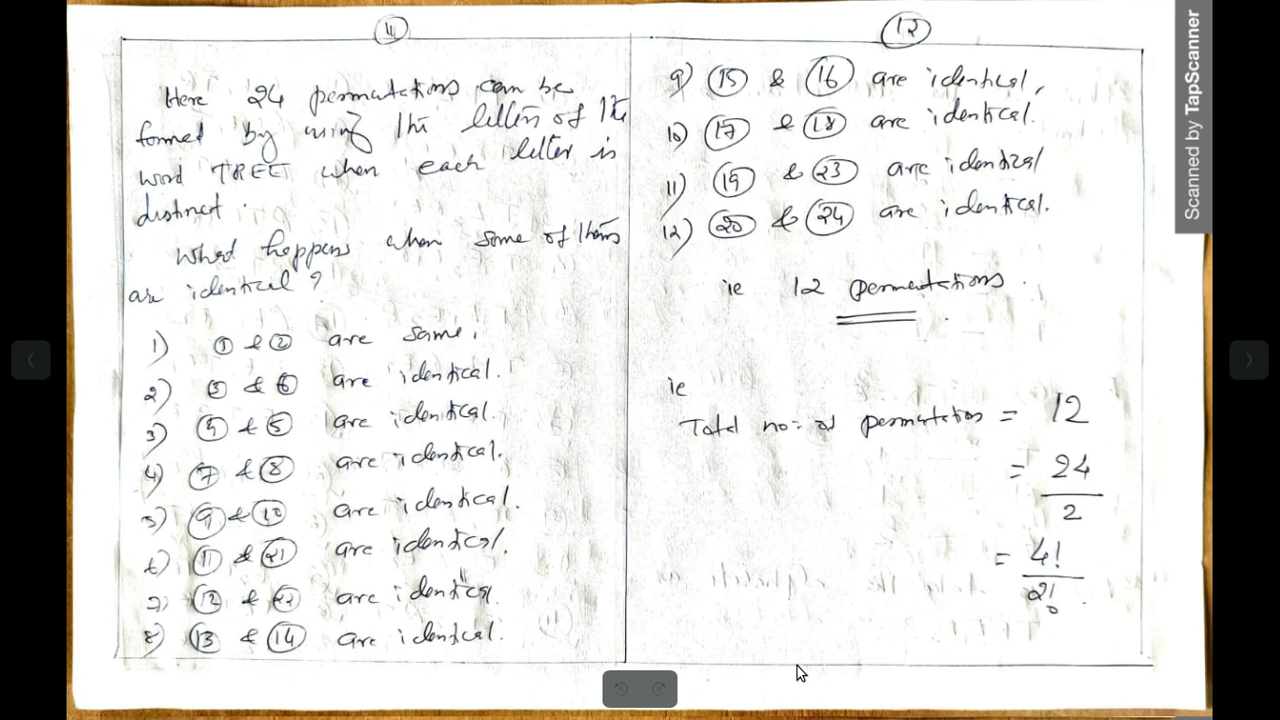 11
Here 24 permutations can be
formed by using the letters of the
word TREE when each letter is
distinct.
What happens when some of them
are identical?
1) 1 & 2 are same.
2) 3 & 6 are identical.
3) 4 & 5 are identical.
4) 7 & 8 are identical.
5) 9 & 10 are identical.
6) 11 & 21 are identical.
7) 12 & 22 are identical.
8) 13 & 14 are identical.
12
9) 15 & 16 are identical,
10) 17 & 18 are identical.
11) 19 & 23 are identical
12) 20 & 24 are identical.
ie 12 permutations.
ie
Total no= of permutation = 12
= 24
2
= 4!
2!
Scanned by TapScanner